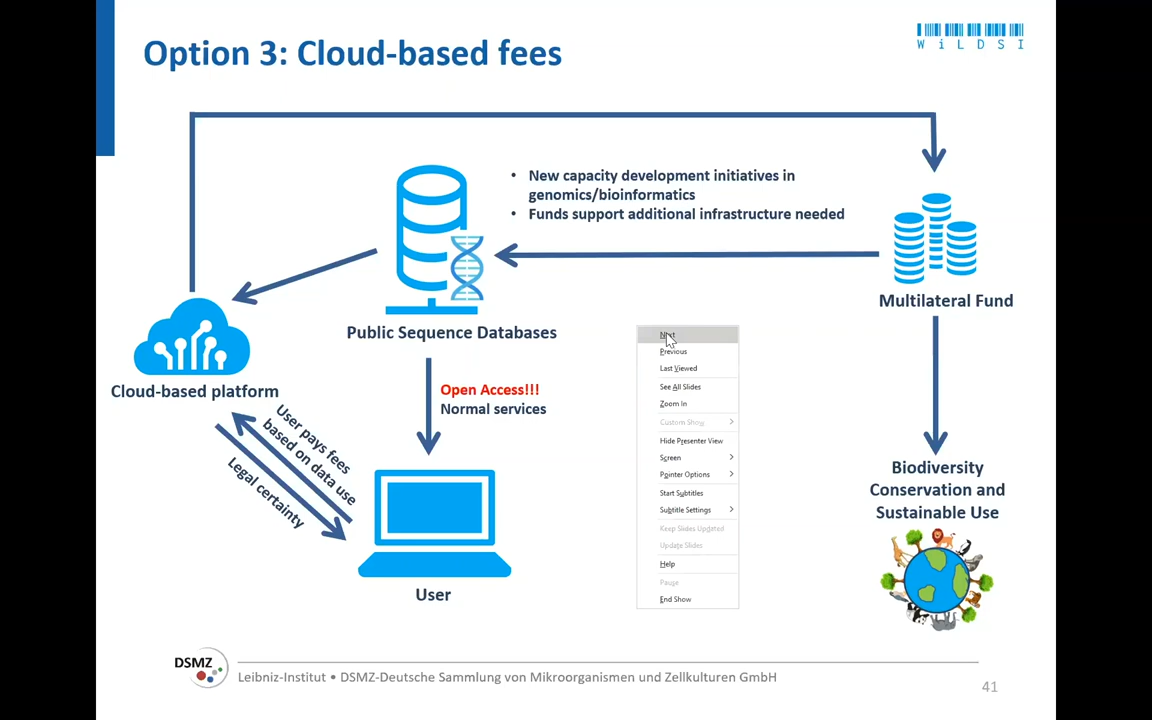 Option 3: Cloud-based fees
WiLDSI
• New capacity development initiatives in
genomics/bioinformatics
• Funds support additional infrastructure needed
Multilateral Fund
Public Sequence Databases
Cloud-based platform
Open Access!!!
Normal services
User pays fees
based on data use
Legal certainty
User
Biodiversity
Conservation and
Sustainable Use
Next
Previous
Last Viewed
See All Slides
Zoom In
Custom Show
Hide Presenter View
Screen
Pointer Options
Start Subtitles
Subtitle Settings
Keep Slides Updated
Update Slides
Help
Pause
End Show
DSMZ
Leibniz-Institut • DSMZ-Deutsche Sammlung von Mikroorganismen und Zellkulturen GmbH
41